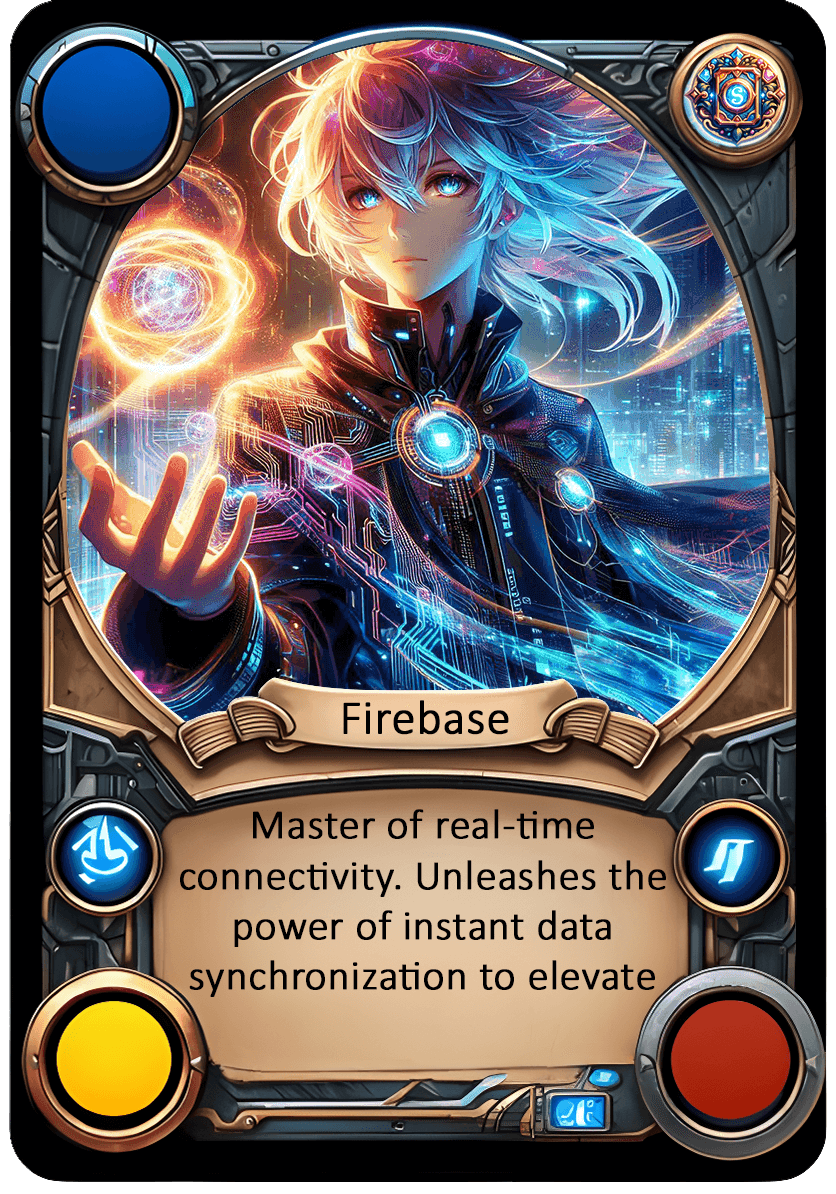 Firebase
Master of real-time
connectivity. Unleashes the
power of instant data
synchronization to elevate